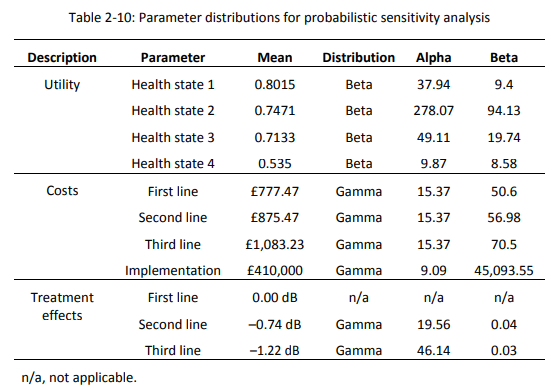 Table 2-10: Parameter distributions for probabilistic sensitivity analysis
Description Parameter Mean Distribution Alpha Beta
Utility Health state 1 0.8015 Beta 37.94 9.4
Health state 2 0.7471 Beta 278.07 94.13
Health state 3 0.7133 Beta 49.11 19.74
Health state 4 0.535 Beta 9.87 8.58
Costs First line £777.47 Gamma 15.37 50.6
Second line £875.47 Gamma 15.37 56.98
Third line £1,083.23 Gamma 15.37 70.5
Implementation £410,000 Gamma 9.09 45,093.55
Treatment First line 0.00 dB n/a n/a n/a
effects
Second line –0.74 dB Gamma 19.56 0.04
Third line –1.22 dB Gamma 46.14 0.03
n/a, not applicable.